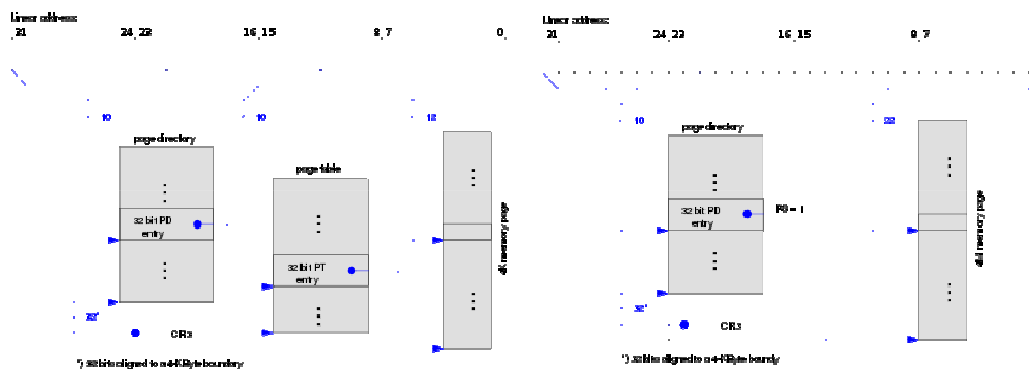 Linear address:
31 24 23 16 15 8 7 0
10 10 12
page directory
page table
32 bit PD
entry
32 bit PT
entry
4K memory page
32*
CR3
*) 32 bits aligned to a 4-KByte boundary
Linear address:
31 24 23 16 15 8 7
10 22
page directory
32 bit PD
entry
PS = 1
4M memory page
32*
CR3
*) 32 bits aligned to a 4-KByte boundy